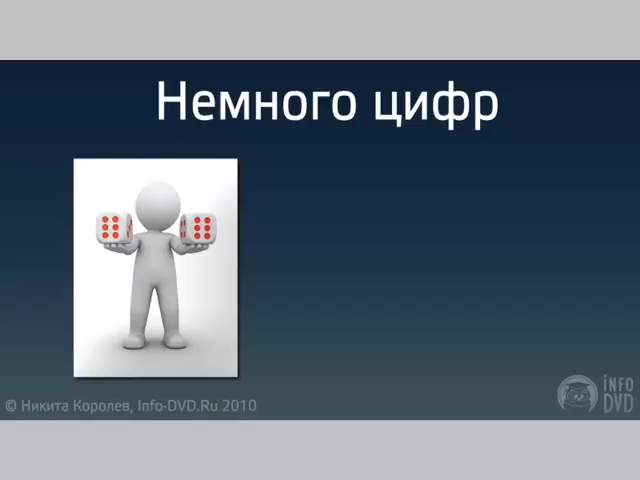 Немного цифр
© Никита Королев, Info-DVD.Ru 2010
iNFO
DVD